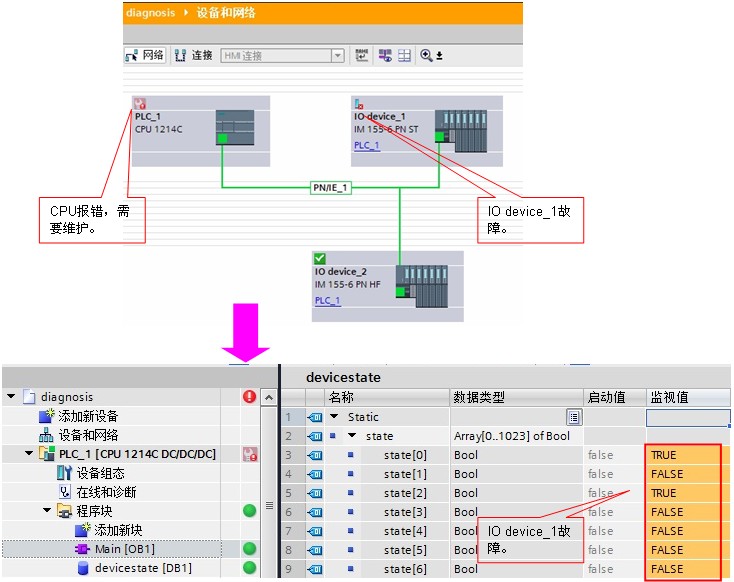 diagnosis ▸ 设备和网络
网络 连接 HMI 连接
PLC_1
CPU 1214C
IO device_1
IM 155-6 PN ST
PLC_1
PN/IE_1
CPU报错，需
要维护。
IO device_1故
障。
IO device_2
IM 155-6 PN HF
PLC_1
diagnosis
添加新设备
设备和网络
PLC_1 [CPU 1214C DC/DC/DC]
设备组态
在线和诊断
程序块
添加新块
Main [OB1]
devicestate [DB1]
devicestate
名称 数据类型 启动值 监视值
1 Static
2 state Array[0..1023] of Bool
3 state[0] Bool false TRUE
4 state[1] Bool false FALSE
5 state[2] Bool false TRUE
6 state[3] Bool false FALSE
7 state[4] Bool false FALSE
8 state[5] Bool false FALSE
9 state[6] Bool false FALSE
IO device_1故
障。